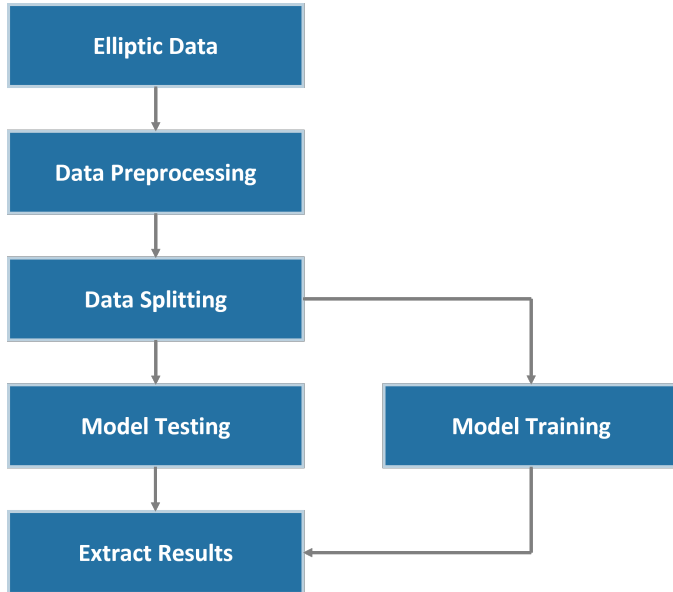 Elliptic Data
Data Preprocessing
Data Splitting
Model Testing
Model Training
Extract Results